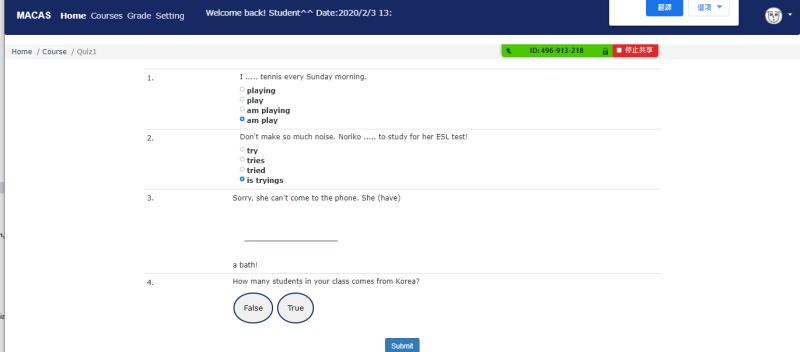 MACAS Home Courses Grade Setting Welcome back! Student^^ Date:2020/2/3 13:
翻譯 選項
Home / Course / Quiz1
ID: 496-913-218 停止共享
1. I ..... tennis every Sunday morning.
playing
play
am playing
am play
2. Don't make so much noise. Noriko ..... to study for her ESL test!
try
tries
tried
is tryings
3. Sorry, she can't come to the phone. She (have)
a bath!
4. How many students in your class comes from Korea?
False True
Submit